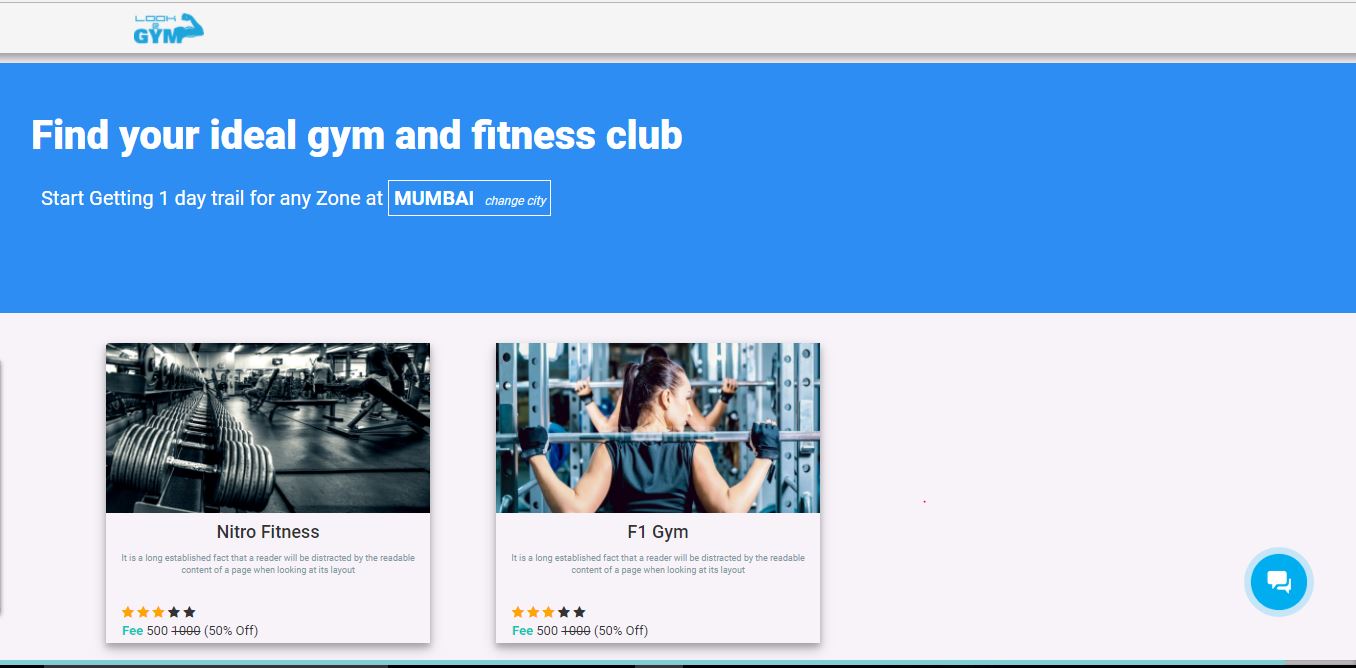 LOOK
@
GYM
Find your ideal gym and fitness club
Start Getting 1 day trail for any Zone at MUMBAI change city
Nitro Fitness
It is a long established fact that a reader will be distracted by the readable
content of a page when looking at its layout
Fee 500 1000 (50% Off)
F1 Gym
It is a long established fact that a reader will be distracted by the readable
content of a page when looking at its layout
Fee 500 1000 (50% Off)